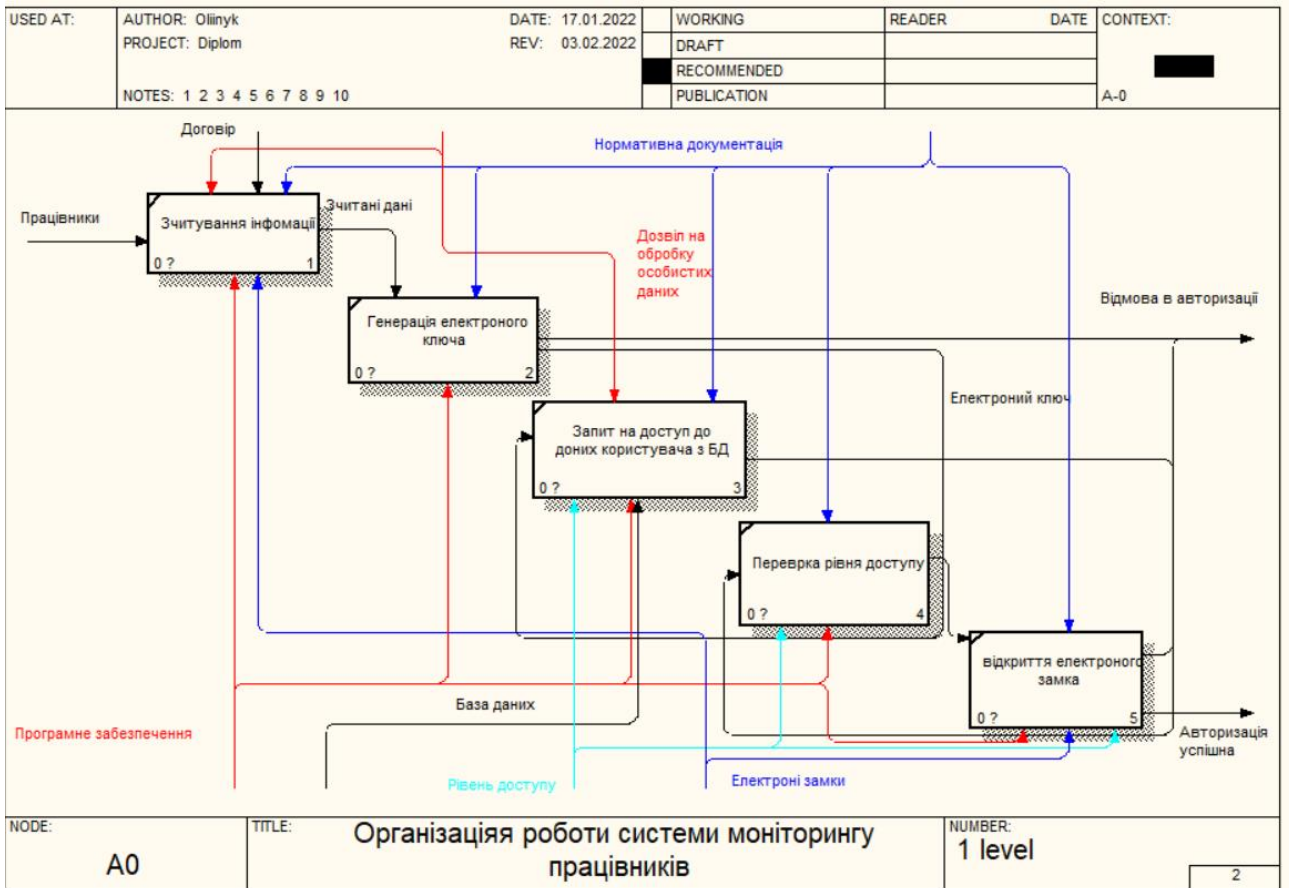 USED AT:
AUTHOR: Oliinyk
DATE: 17.01.2022
WORKING
READER
DATE
CONTEXT:
PROJECT: Diplom
REV: 03.02.2022
DRAFT
RECOMMENDED
NOTES: 1 2 3 4 5 6 7 8 9 10
PUBLICATION
A-0
Договір
Нормативна документація
Працівники
Зчитування інфомації
0 ?
1
Зчитані дані
Дозвіл на
обробку
особистих
даних
Відмова в авторизації
Генерація електроного
ключа
0 ?
2
Електроний ключ
Запит на доступ до
доних користувача з БД
0 ?
3
Переврка рівня доступу
0 ?
4
відкриття електроного
замка
0 ?
5
База даних
Програмне забезпечення
Авторизація
успішна
Рівень доступу
Електроні замки
NODE:
A0
TITLE:
Організаціяя роботи системи моніторингу
працівників
NUMBER:
1 level
2